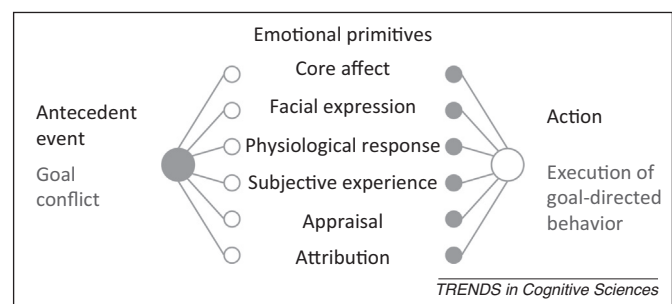 Emotional primitives
Core affect
Facial expression
Physiological response
Subjective experience
Appraisal
Attribution
Antecedent
event
Goal
conflict
Action
Execution of
goal-directed
behavior
TRENDS in Cognitive Sciences